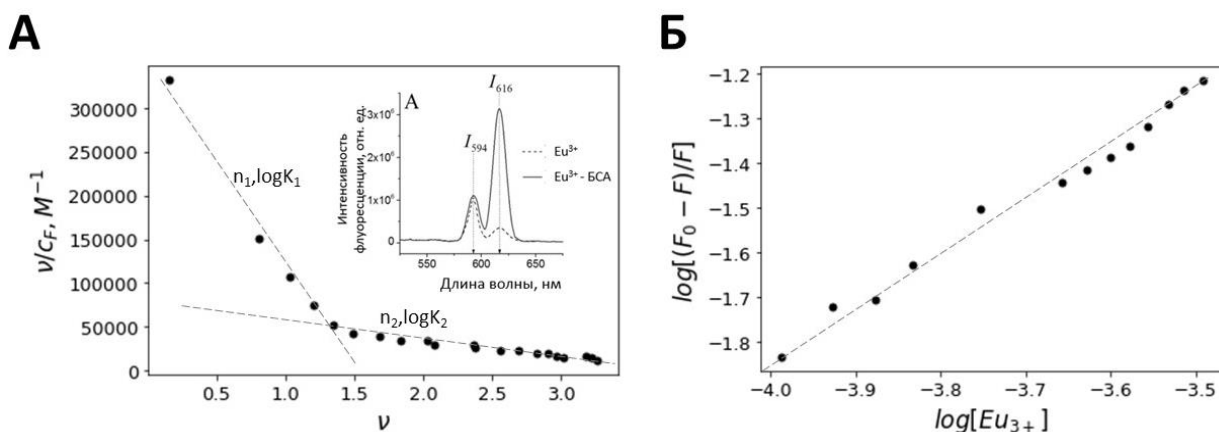 А
ν/c_F, M⁻¹
300000
250000
200000
150000
100000
50000
0
0.5 1.0 1.5 2.0 2.5 3.0
ν
n₁,logK₁
n₂,logK₂
А
I₅₉₄
I₆₁₆
Eu³⁺
Eu³⁺ - БСА
Интенсивность
флуоресценции, отн. ед.
3x10⁶
2x10⁶
1x10⁶
0
550 600 650
Длина волны, нм
Б
log[(F₀ − F)/F]
−1.2
−1.3
−1.4
−1.5
−1.6
−1.7
−1.8
−4.0 −3.9 −3.8 −3.7 −3.6 −3.5
log[Eu₃₊]